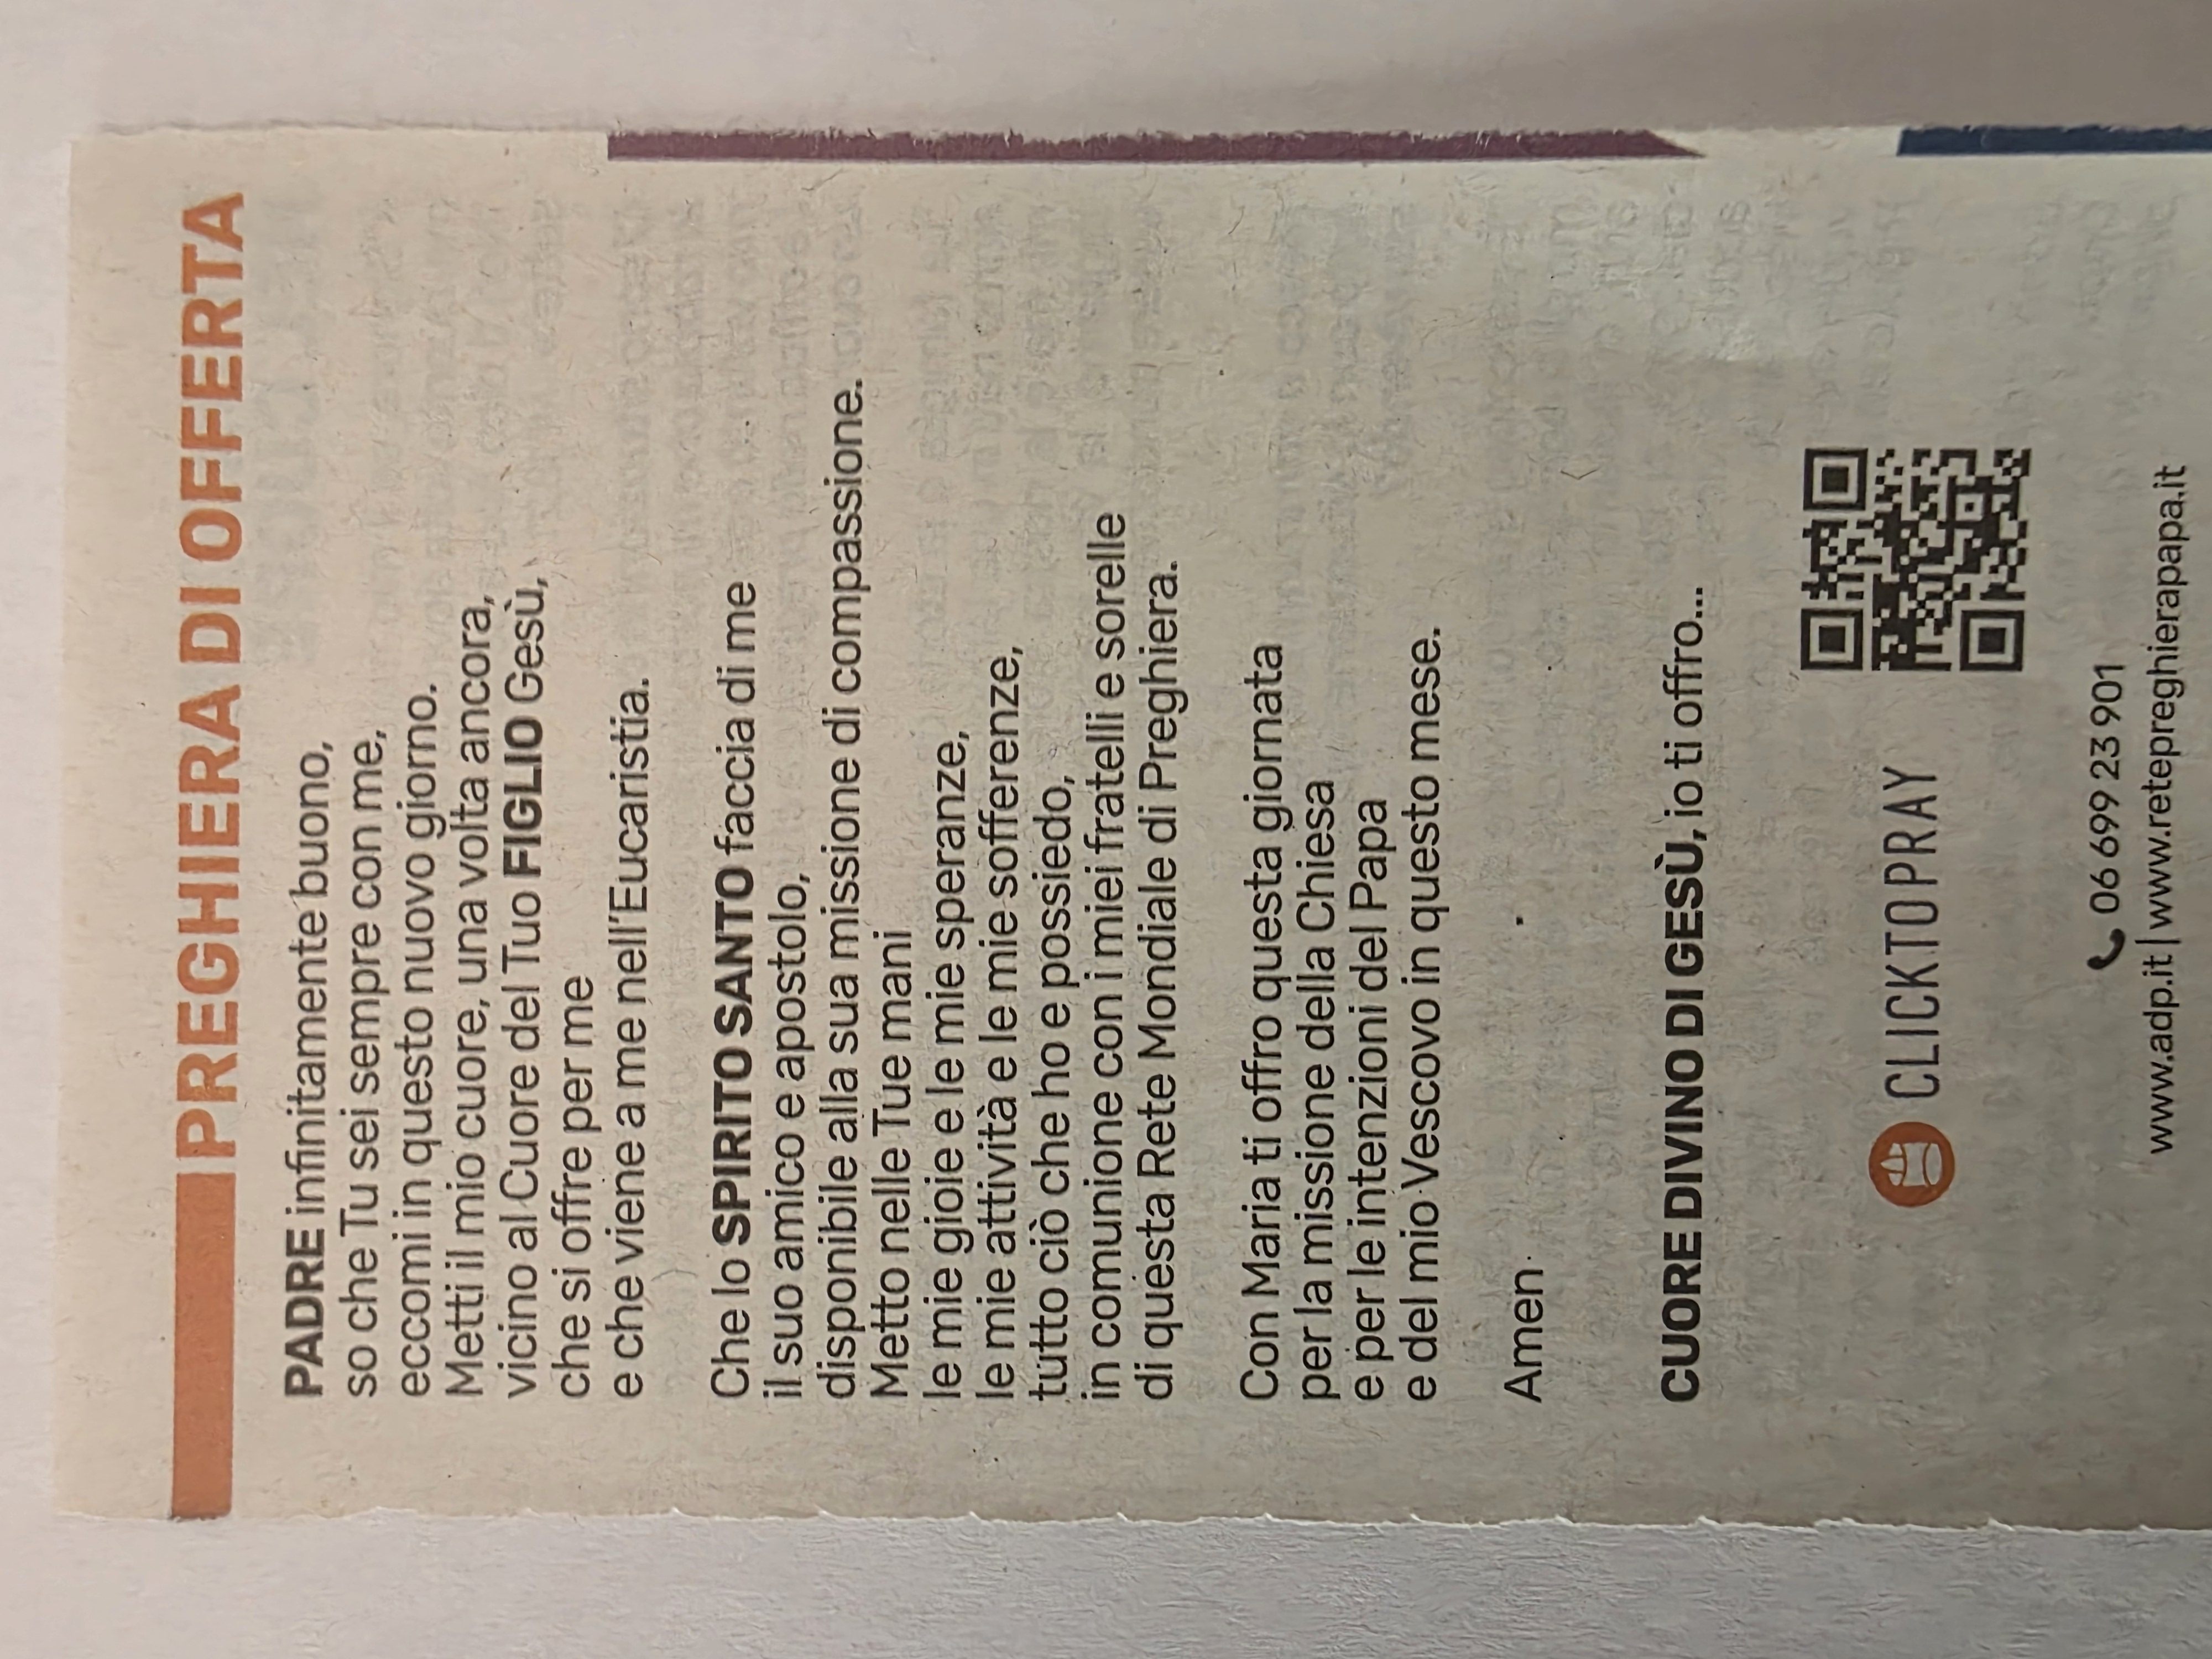 PREGHIERA DI OFFERTA
PADRE infinitamente buono,
so che Tu sei sempre con me,
eccomi in questo nuovo giorno.
Metti il mio cuore, una volta ancora,
vicino al Cuore del Tuo FIGLIO Gesù,
che si offre per me
e che viene a me nell'Eucaristia.
Che lo SPIRITO SANTO faccia di me
il suo amico e apostolo,
disponibile alla sua missione di compassione.
Metto nelle Tue mani
le mie gioie e le mie speranze,
le mie attività e le mie sofferenze,
tutto ciò che ho e possiedo,
in comunione con i miei fratelli e sorelle
di questa Rete Mondiale di Preghiera.
Con Maria ti offro questa giornata
per la missione della Chiesa
e per le intenzioni del Papa
e del mio Vescovo in questo mese.
Amen
CUORE DIVINO DI GESÙ, io ti offro...
CLICK TO PRAY
06 699 23 901
www.adp.it | www.retepreghierapapa.it